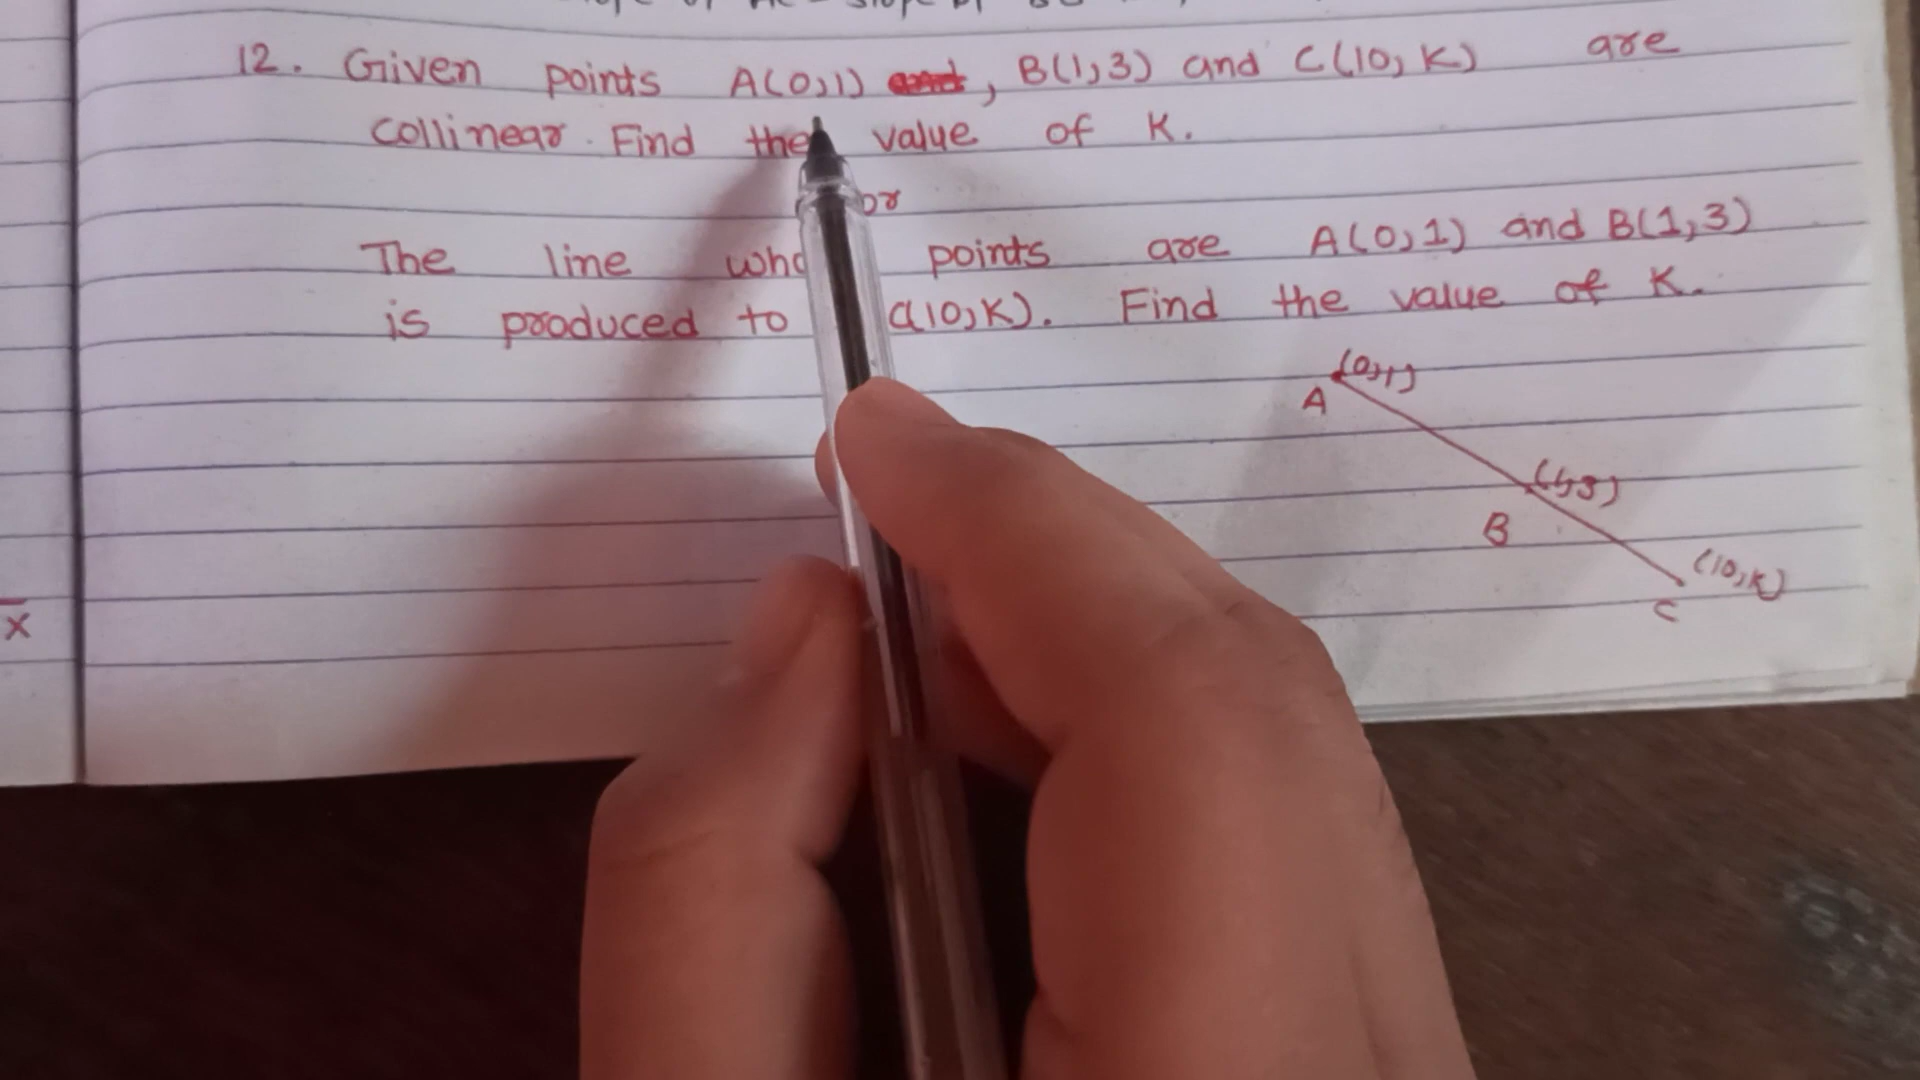 12. Given points A(0,1) , B(1,3) and C(10, K) are
collinear. Find the value of K.
or
The line points are A(0,1) and B(1,3)
is produced to C(10,K). Find the value of K.
(0,1)
A
(1,3)
B
(10,K)
C
x